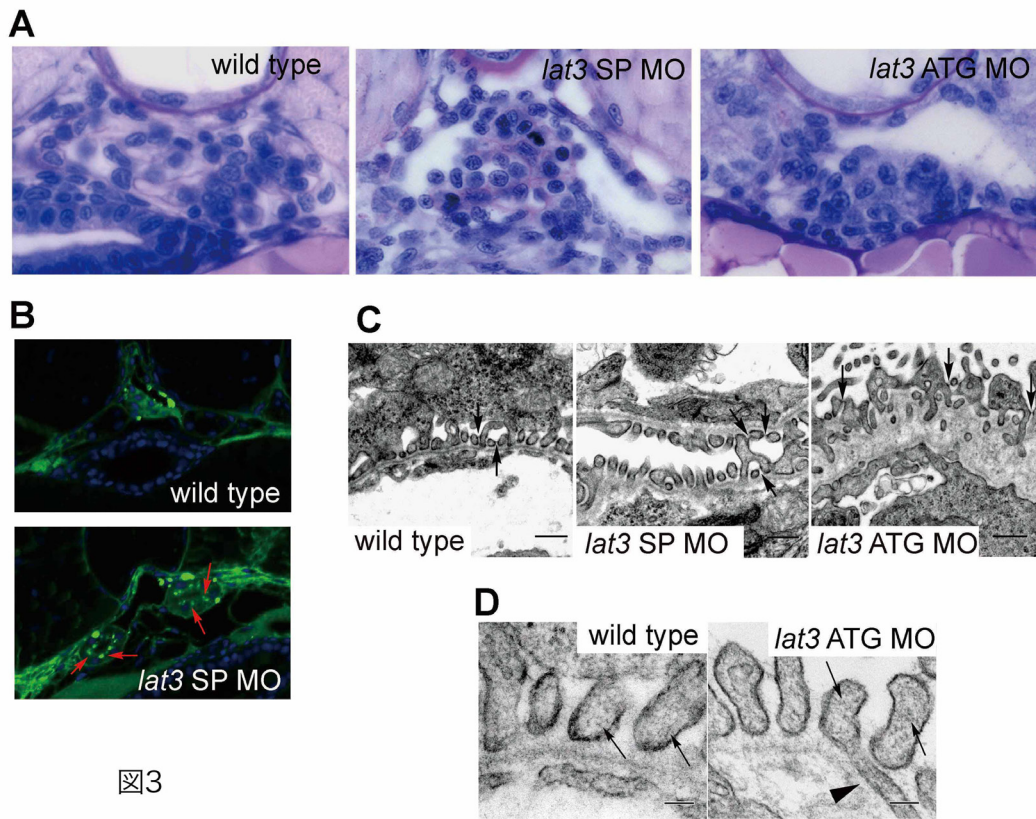 A
wild type
lat3 SP MO
lat3 ATG MO
B
wild type
lat3 SP MO
C
wild type
lat3 SP MO
lat3 ATG MO
D
wild type
lat3 ATG MO
図3